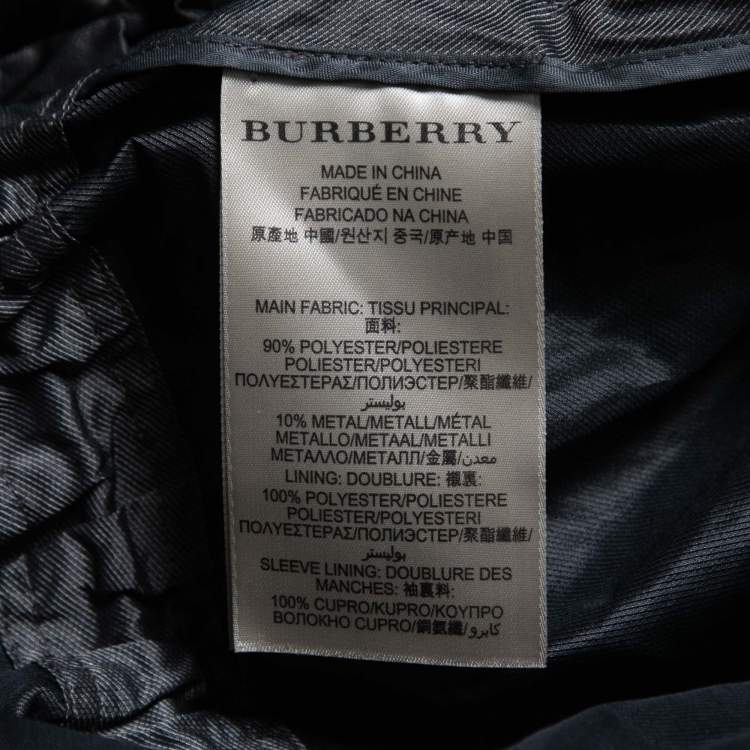 BURBERRY
MADE IN CHINA
FABRIQUÉ EN CHINE
FABRICADO NA CHINA
原產地 中國/원산지 중국/原产地 中国
MAIN FABRIC: TISSU PRINCIPAL:
面料:
90% POLYESTER/POLIESTERE
POLIESTER/POLYESTERI
ΠΟΛΥΕΣΤΕΡΑΣ/ПОЛИЭСТЕР/聚酯纖維/
بوليستر
10% METAL/METALL/MÉTAL
METALLO/METAAL/METALLI
ΜΕΤΑΛΛΟ/МЕТАЛЛ/金屬/معدن
LINING: DOUBLURE: 襯裏:
100% POLYESTER/POLIESTERE
POLIESTER/POLYESTERI
ΠΟΛΥΕΣΤΕΡΑΣ/ПОЛИЭСТЕР/聚酯纖維/
بوليستر
SLEEVE LINING: DOUBLURE DES
MANCHES: 袖裏料:
100% CUPRO/KUPRO/ΚΟΥΠΡΟ
ВОЛОКНО CUPRO/銅氨纖/كابرو